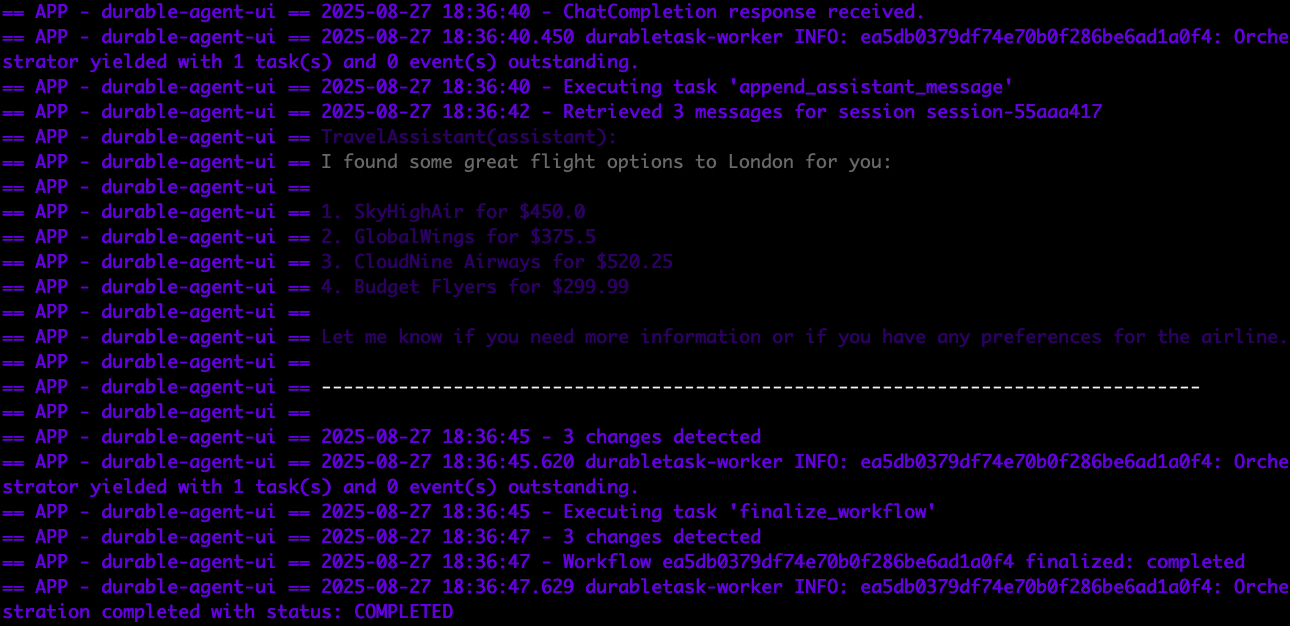 == APP - durable-agent-ui == 2025-08-27 18:36:40 - ChatCompletion response received.
== APP - durable-agent-ui == 2025-08-27 18:36:40.450 durabletask-worker INFO: ea5db0379df74e70b0f286be6ad1a0f4: Orche
strator yielded with 1 task(s) and 0 event(s) outstanding.
== APP - durable-agent-ui == 2025-08-27 18:36:40 - Executing task 'append_assistant_message'
== APP - durable-agent-ui == 2025-08-27 18:36:42 - Retrieved 3 messages for session session-55aaa417
== APP - durable-agent-ui == TravelAssistant(assistant):
== APP - durable-agent-ui == I found some great flight options to London for you:
== APP - durable-agent-ui ==
== APP - durable-agent-ui == 1. SkyHighAir for $450.0
== APP - durable-agent-ui == 2. GlobalWings for $375.5
== APP - durable-agent-ui == 3. CloudNine Airways for $520.25
== APP - durable-agent-ui == 4. Budget Flyers for $299.99
== APP - durable-agent-ui ==
== APP - durable-agent-ui == Let me know if you need more information or if you have any preferences for the airline.
== APP - durable-agent-ui ==
== APP - durable-agent-ui == --------------------------------------------------------------------------------
== APP - durable-agent-ui ==
== APP - durable-agent-ui == 2025-08-27 18:36:45 - 3 changes detected
== APP - durable-agent-ui == 2025-08-27 18:36:45.620 durabletask-worker INFO: ea5db0379df74e70b0f286be6ad1a0f4: Orche
strator yielded with 1 task(s) and 0 event(s) outstanding.
== APP - durable-agent-ui == 2025-08-27 18:36:45 - Executing task 'finalize_workflow'
== APP - durable-agent-ui == 2025-08-27 18:36:47 - 3 changes detected
== APP - durable-agent-ui == 2025-08-27 18:36:47 - Workflow ea5db0379df74e70b0f286be6ad1a0f4 finalized: completed
== APP - durable-agent-ui == 2025-08-27 18:36:47.629 durabletask-worker INFO: ea5db0379df74e70b0f286be6ad1a0f4: Orche
stration completed with status: COMPLETED